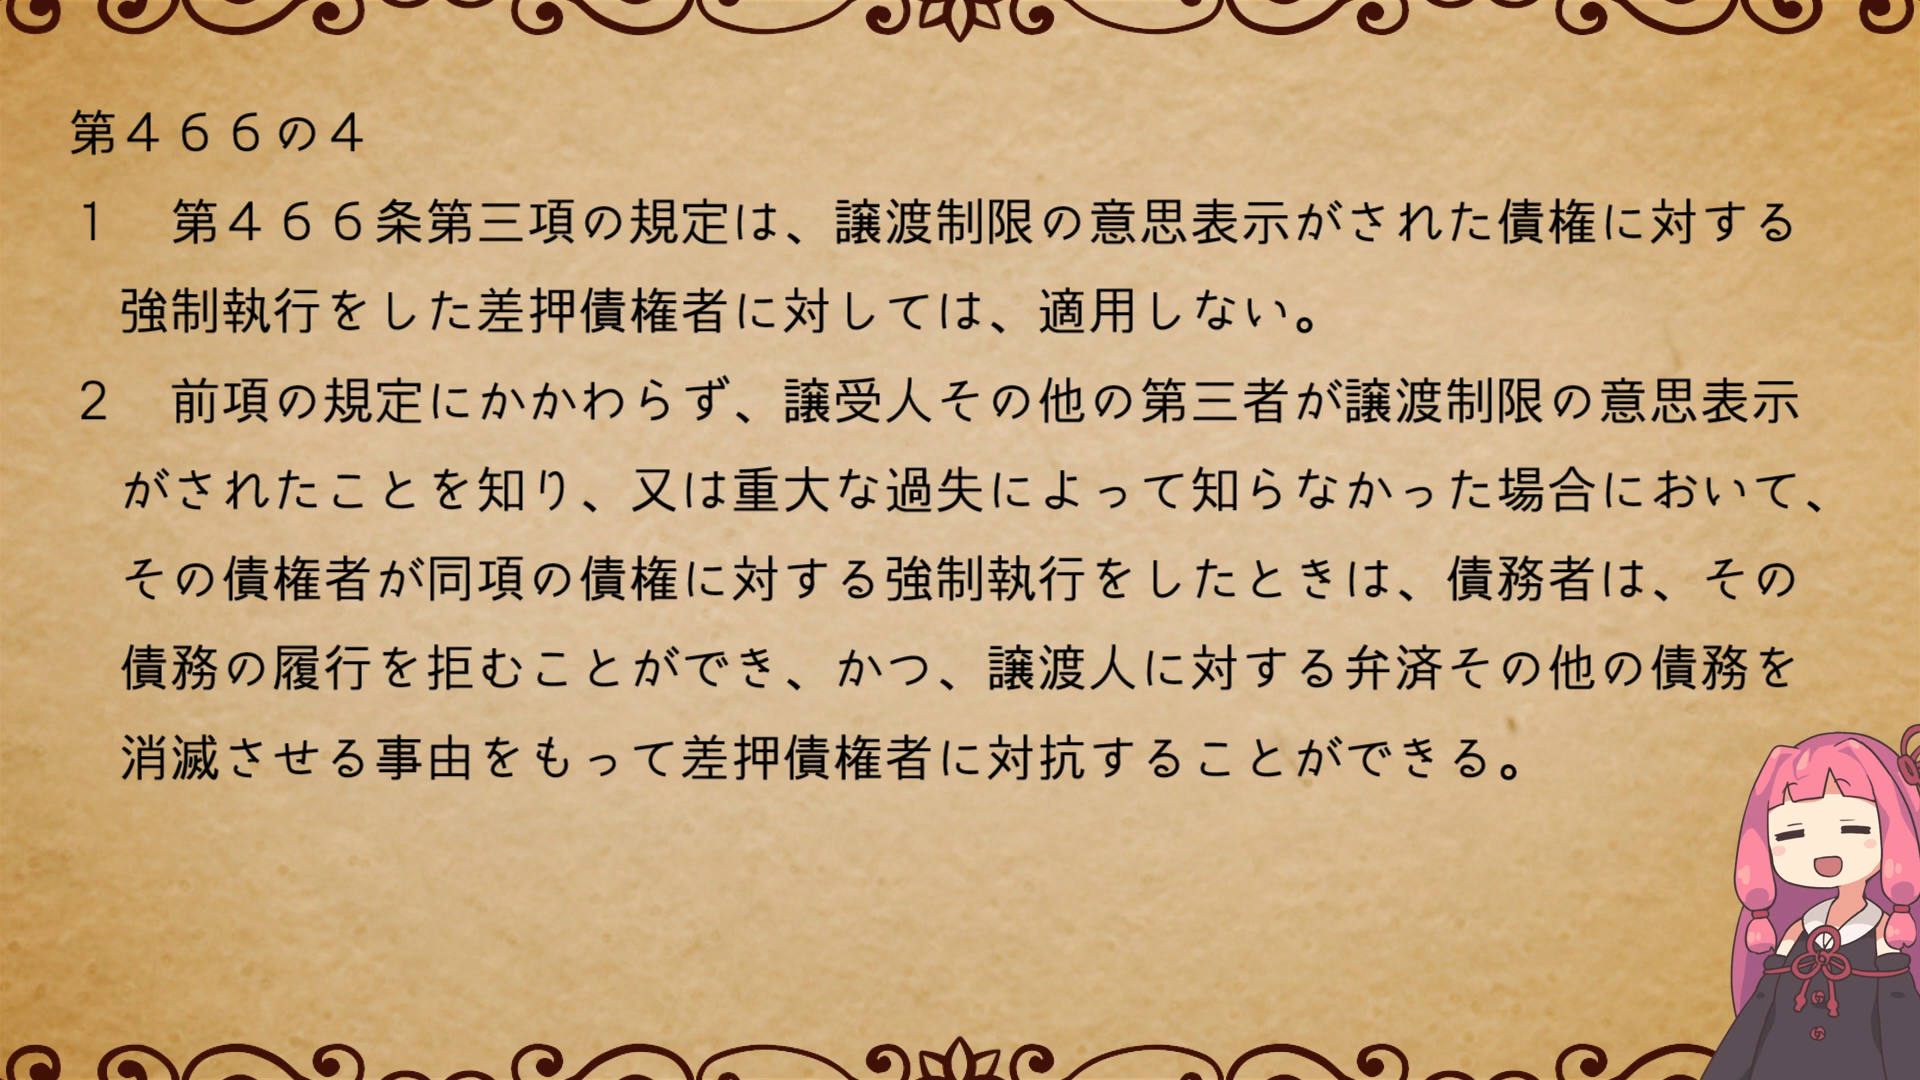 第４６６の４
１　第４６６条第三項の規定は、譲渡制限の意思表示がされた債権に対する
強制執行をした差押債権者に対しては、適用しない。
２　前項の規定にかかわらず、譲受人その他の第三者が譲渡制限の意思表示
がされたことを知り、又は重大な過失によって知らなかった場合において、
その債権者が同項の債権に対する強制執行をしたときは、債務者は、その
債務の履行を拒むことができ、かつ、譲渡人に対する弁済その他の債務を
消滅させる事由をもって差押債権者に対抗することができる。